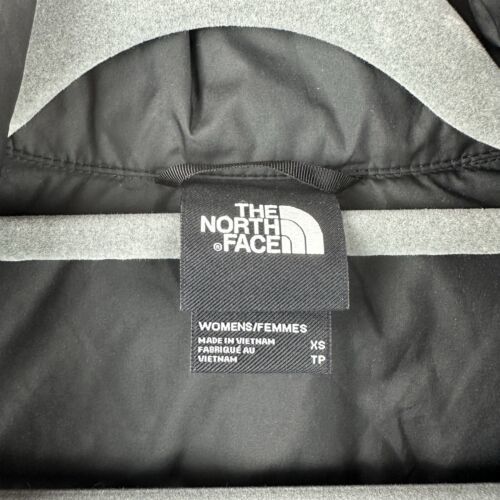 THE
NORTH
® FACE
WOMENS/FEMMES
MADE IN VIETNAM XS
FABRIQUÉ AU
VIETNAM TP